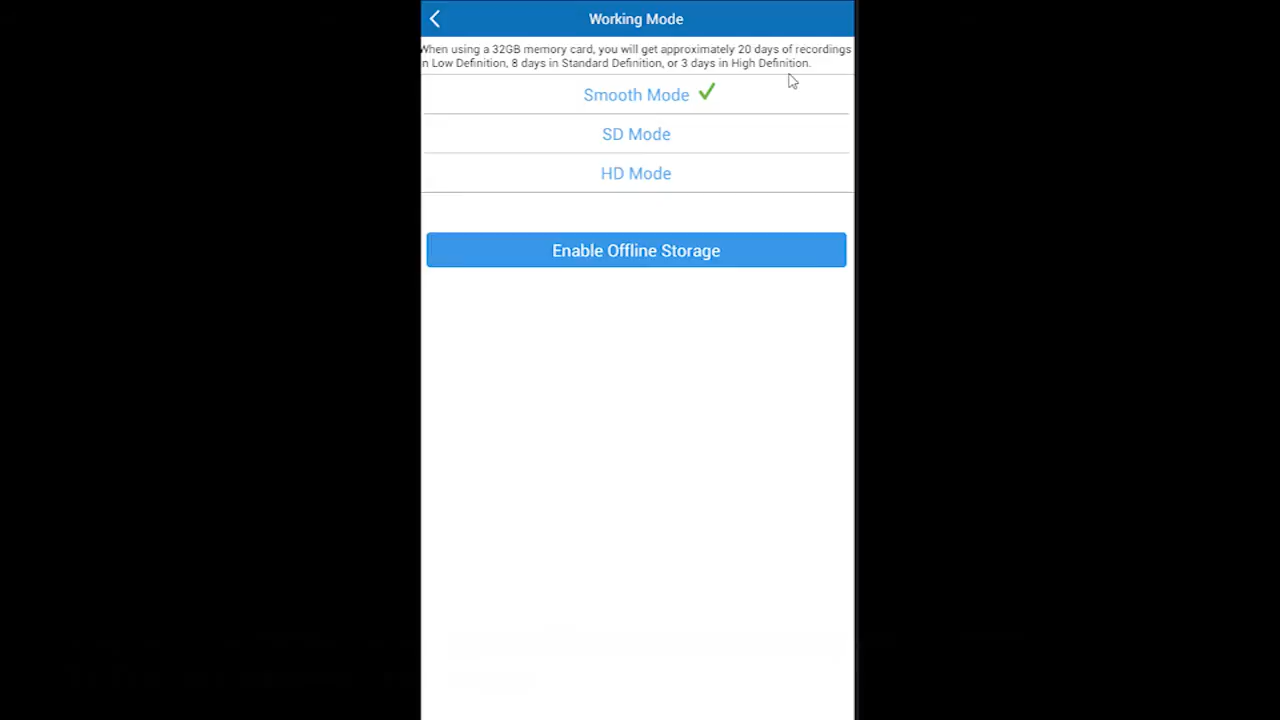 Working Mode
When using a 32GB memory card, you will get approximately 20 days of recordings
in Low Definition, 8 days in Standard Definition, or 3 days in High Definition.
Smooth Mode
SD Mode
HD Mode
Enable Offline Storage